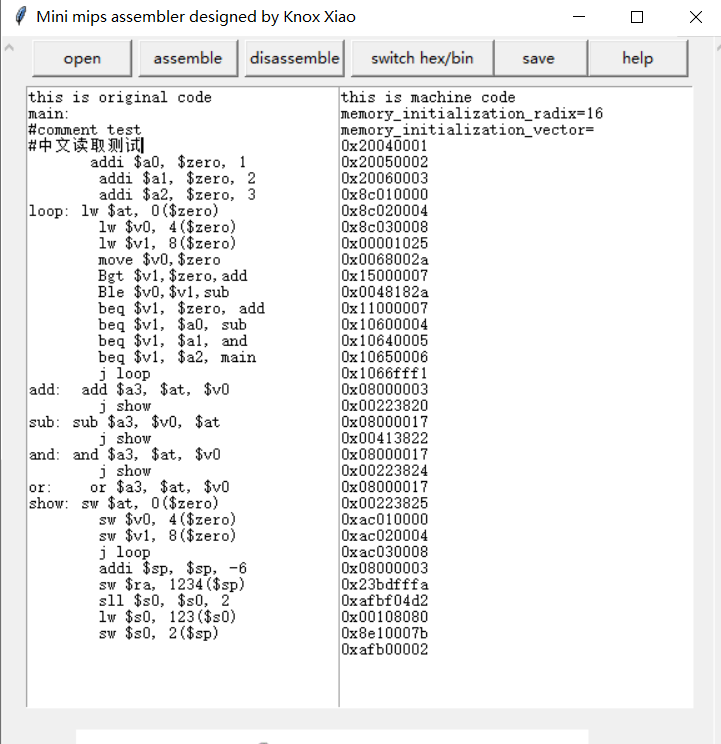 Mini mips assembler designed by Knox Xiao
open assemble disassemble switch hex/bin save help
this is original code
main:
#comment test
#中文读取测试
addi $a0, $zero, 1
addi $a1, $zero, 2
addi $a2, $zero, 3
loop: lw $at, 0($zero)
lw $v0, 4($zero)
lw $v1, 8($zero)
move $v0,$zero
Bgt $v1,$zero,add
Ble $v0,$v1,sub
beq $v1, $zero, add
beq $v1, $a0, sub
beq $v1, $a1, and
beq $v1, $a2, main
j loop
add: add $a3, $at, $v0
j show
sub: sub $a3, $v0, $at
j show
and: and $a3, $at, $v0
j show
or: or $a3, $at, $v0
show: sw $at, 0($zero)
sw $v0, 4($zero)
sw $v1, 8($zero)
j loop
addi $sp, $sp, -6
sw $ra, 1234($sp)
sll $s0, $s0, 2
lw $s0, 123($s0)
sw $s0, 2($sp)
this is machine code
memory_initialization_radix=16
memory_initialization_vector=
0x20040001
0x20050002
0x20060003
0x8c010000
0x8c020004
0x8c030008
0x00001025
0x0068002a
0x15000007
0x0048182a
0x11000007
0x10600004
0x10640005
0x10650006
0x1066fff1
0x08000003
0x00223820
0x08000017
0x00413822
0x08000017
0x00223824
0x08000017
0x00223825
0xac010000
0xac020004
0xac030008
0x08000003
0x23bdfffa
0xafbf04d2
0x00108080
0x8e10007b
0xafb00002